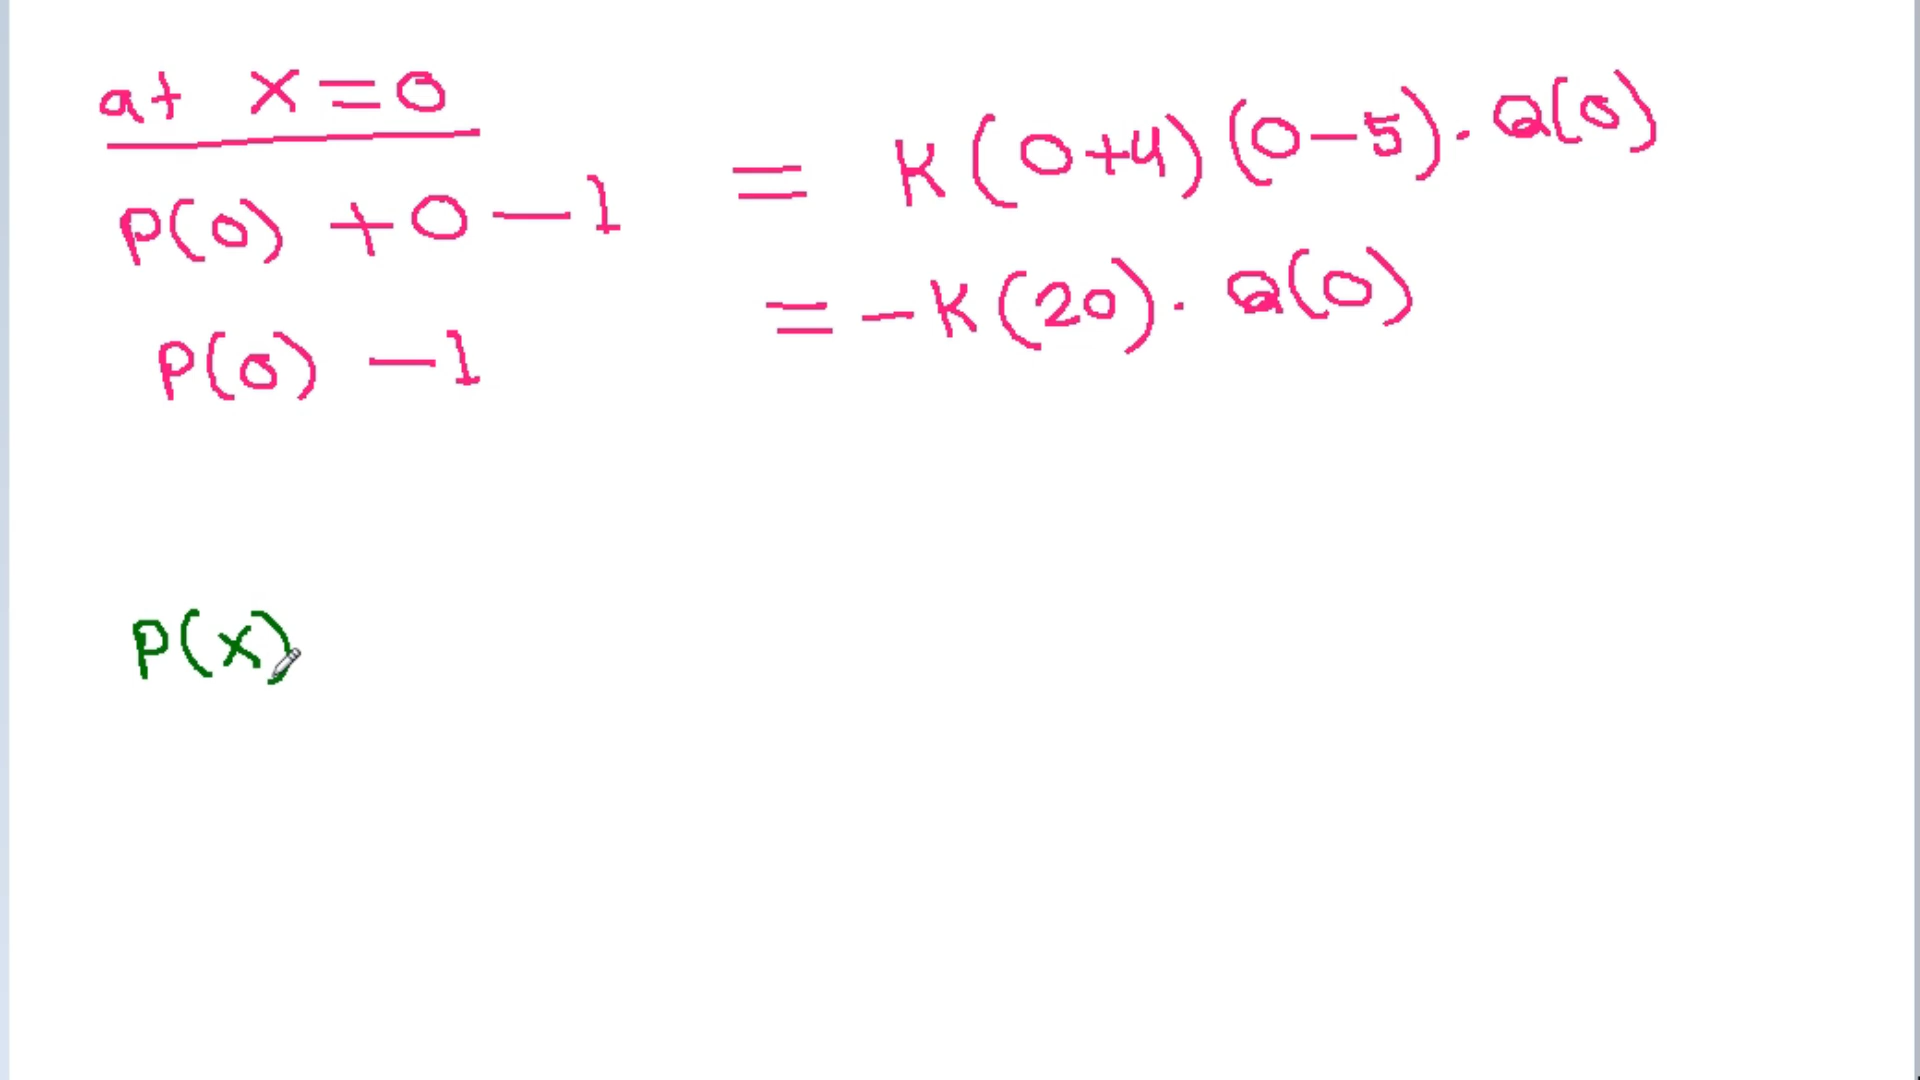 at x=0
P(0) +0-1 = K(0+4)(0-5). Q(0)
P(0) -1 = -K(20). Q(0)
P(x)